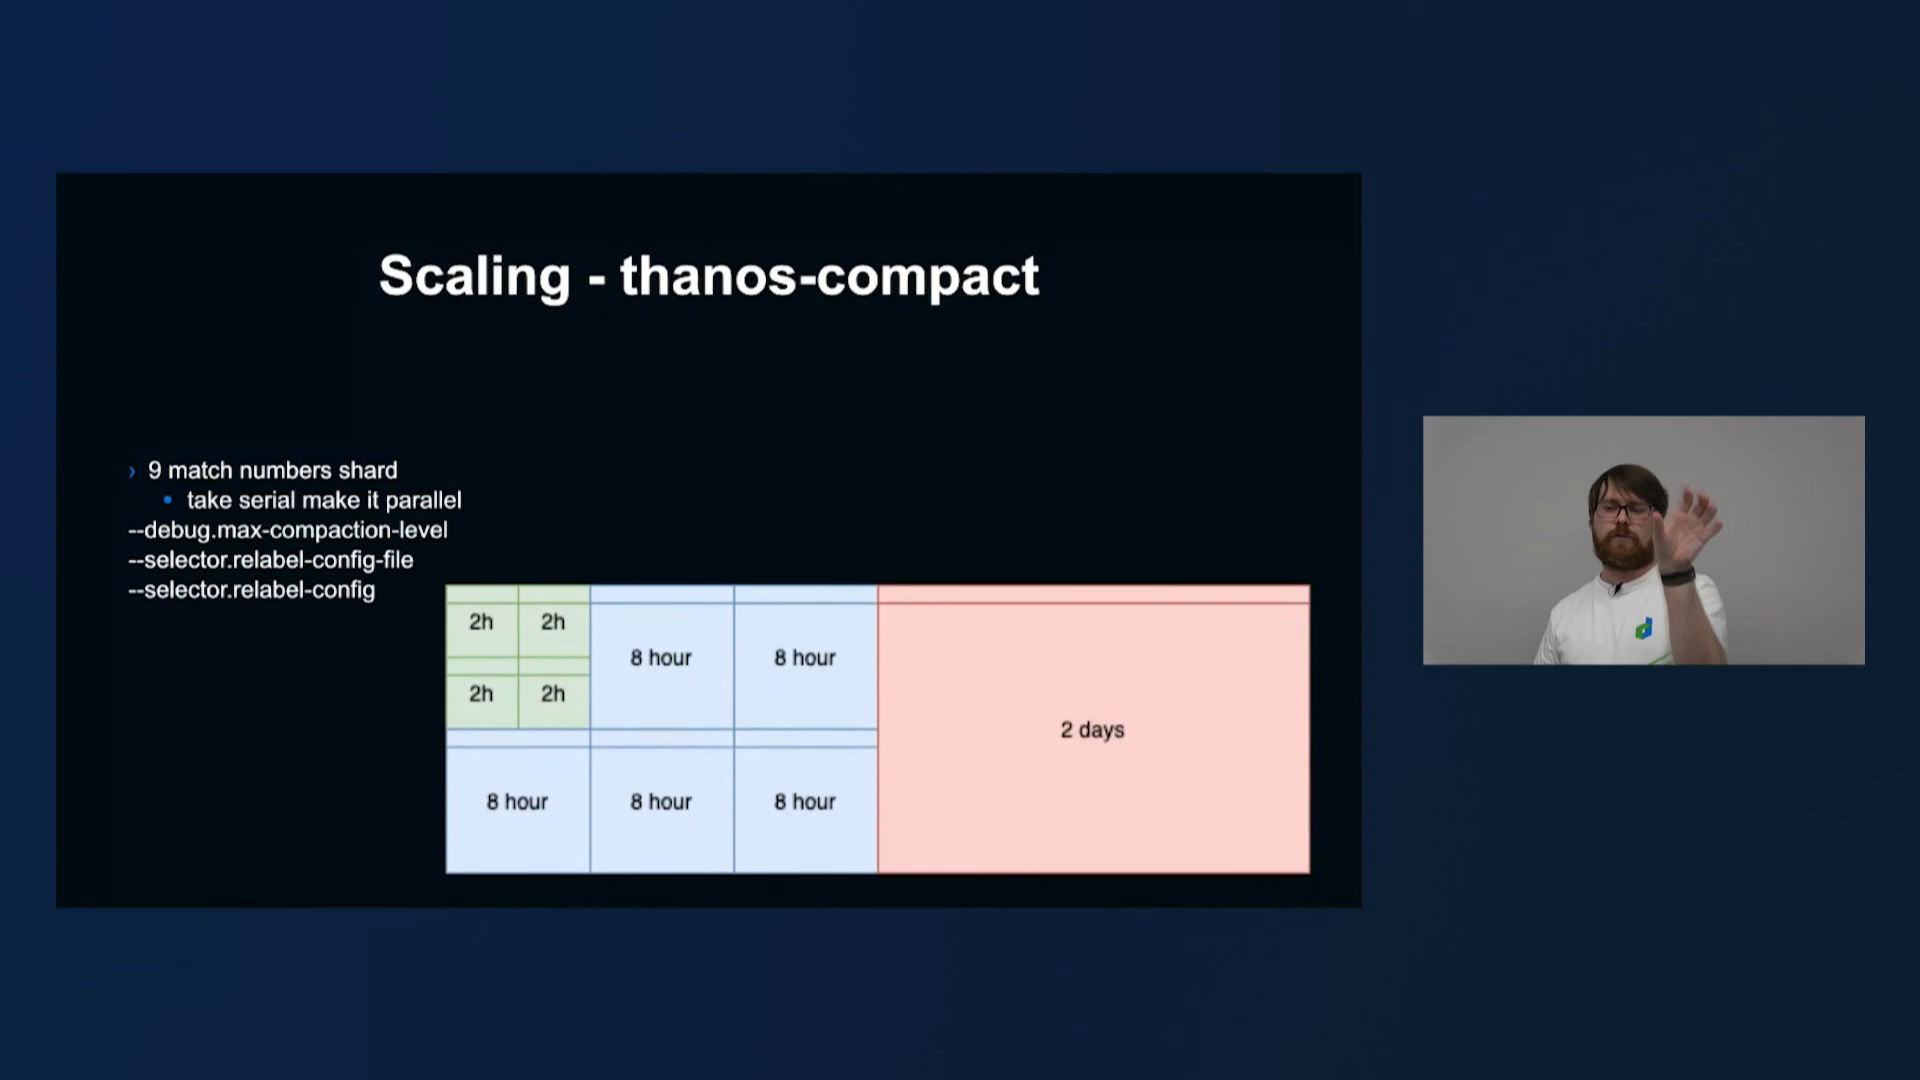 Scaling - thanos-compact
› 9 match numbers shard
• take serial make it parallel
--debug.max-compaction-level
--selector.relabel-config-file
--selector.relabel-config
2h 2h 8 hour 8 hour
2h 2h
2 days
8 hour 8 hour 8 hour